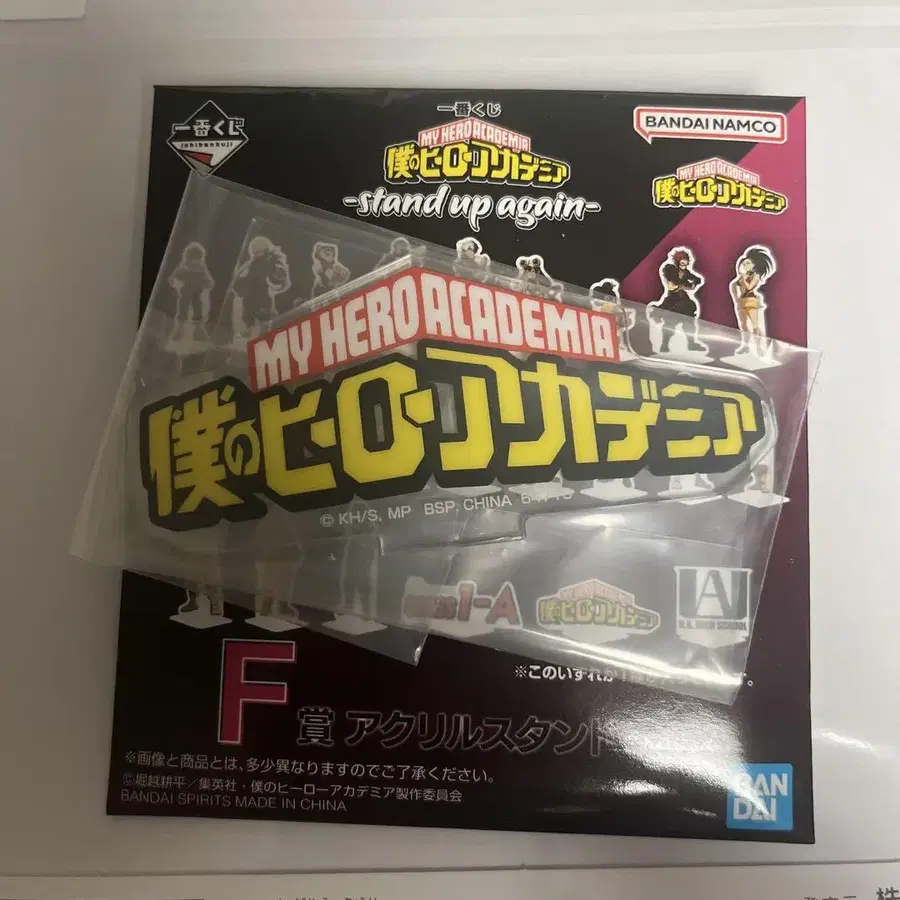 一番くじ
ichibankuji
一番くじ
MY HERO ACADEMIA
僕のヒーローアカデミア
-stand up again-
BANDAI NAMCO
MY HERO ACADEMIA
僕のヒーローアカデミア
MY HERO ACADEMIA
僕のヒーローアカデミア
© KH/S, MP BSP, CHINA
1-A
MY HERO ACADEMIA
僕のヒーローアカデミア
U.A. HIGH SCHOOL
※このいずれか1
F賞 アクリルスタンド
※画像と商品とは、多少異なりますのでご了承ください。
©堀越耕平/集英社・僕のヒーローアカデミア製作委員会
BANDAI SPIRITS MADE IN CHINA
BAN
DAI